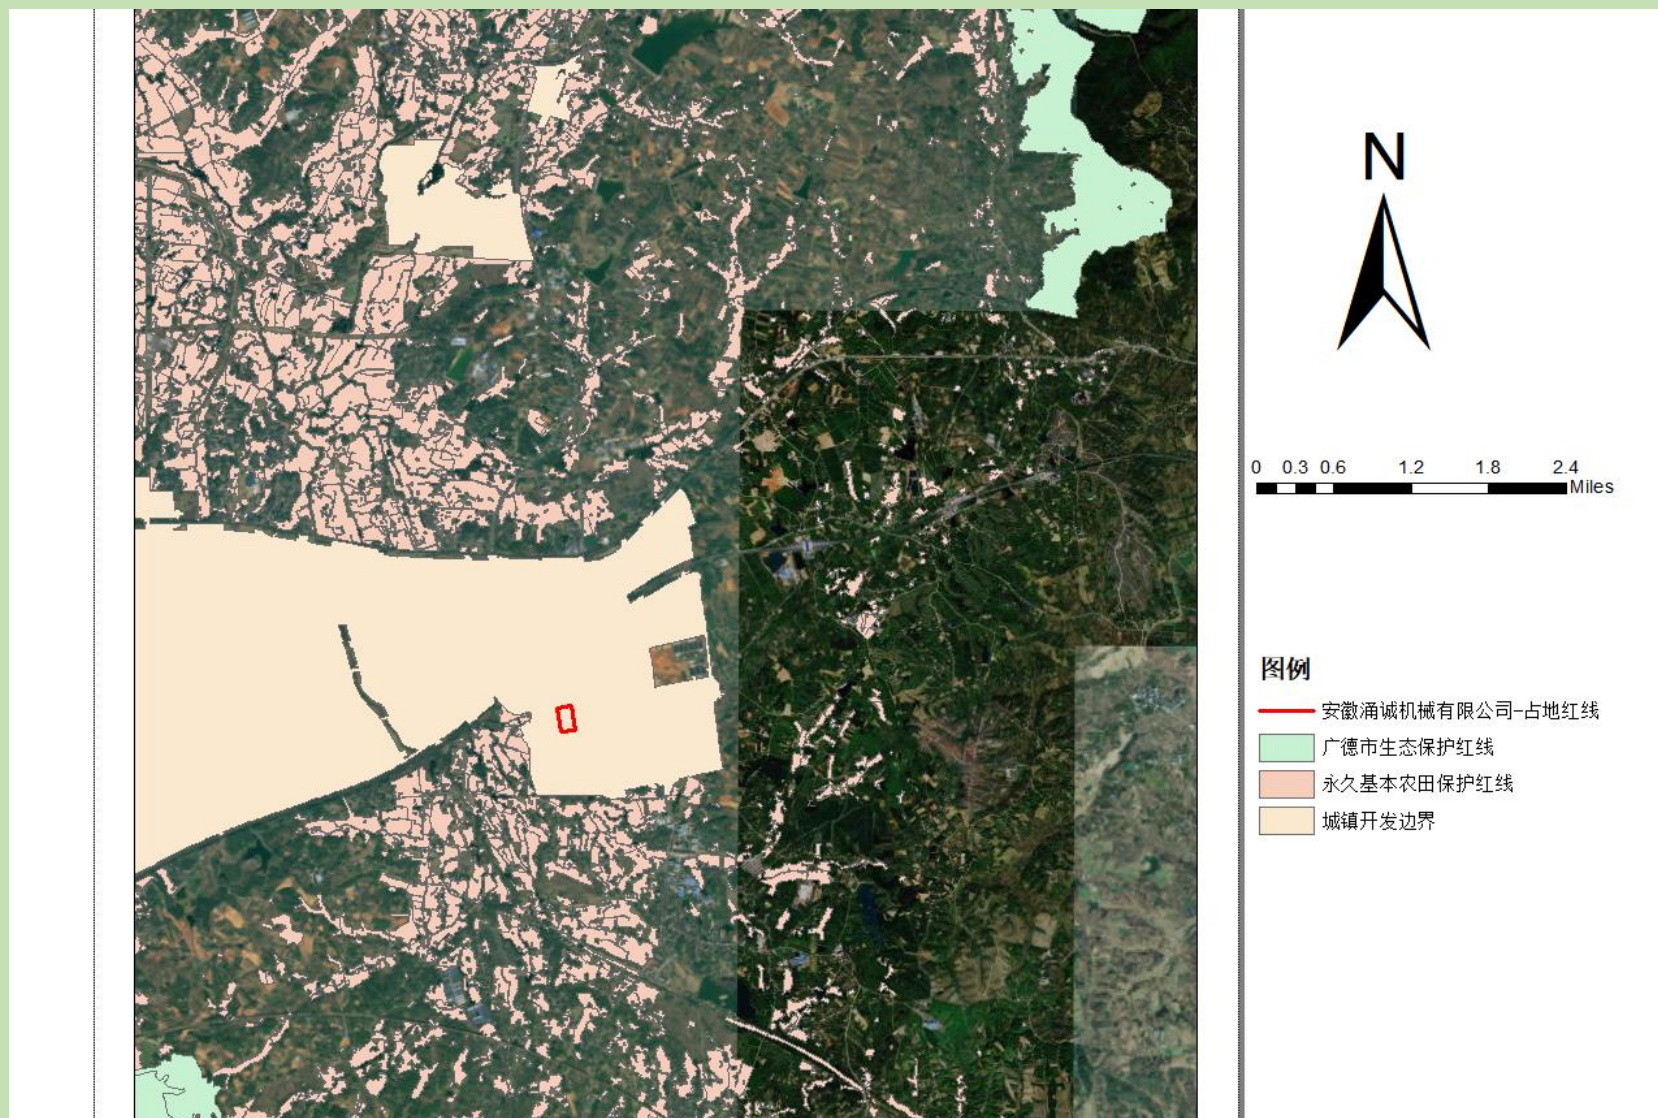 N
0 0.3 0.6 1.2 1.8 2.4
Miles
图例
安徽涌诚机械有限公司-占地红线
广德市生态保护红线
永久基本农田保护红线
城镇开发边界